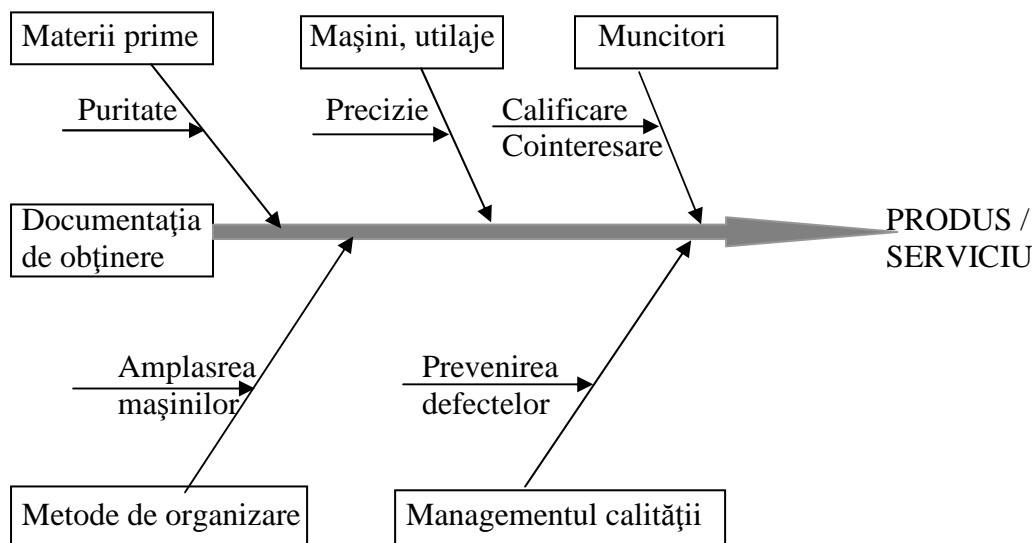 Materii prime
Maşini, utilaje
Muncitori
Puritate
Precizie
Calificare
Cointeresare
Documentaţia
de obţinere
PRODUS /
SERVICIU
Amplasrea
maşinilor
Prevenirea
defectelor
Metode de organizare
Managementul calităţii